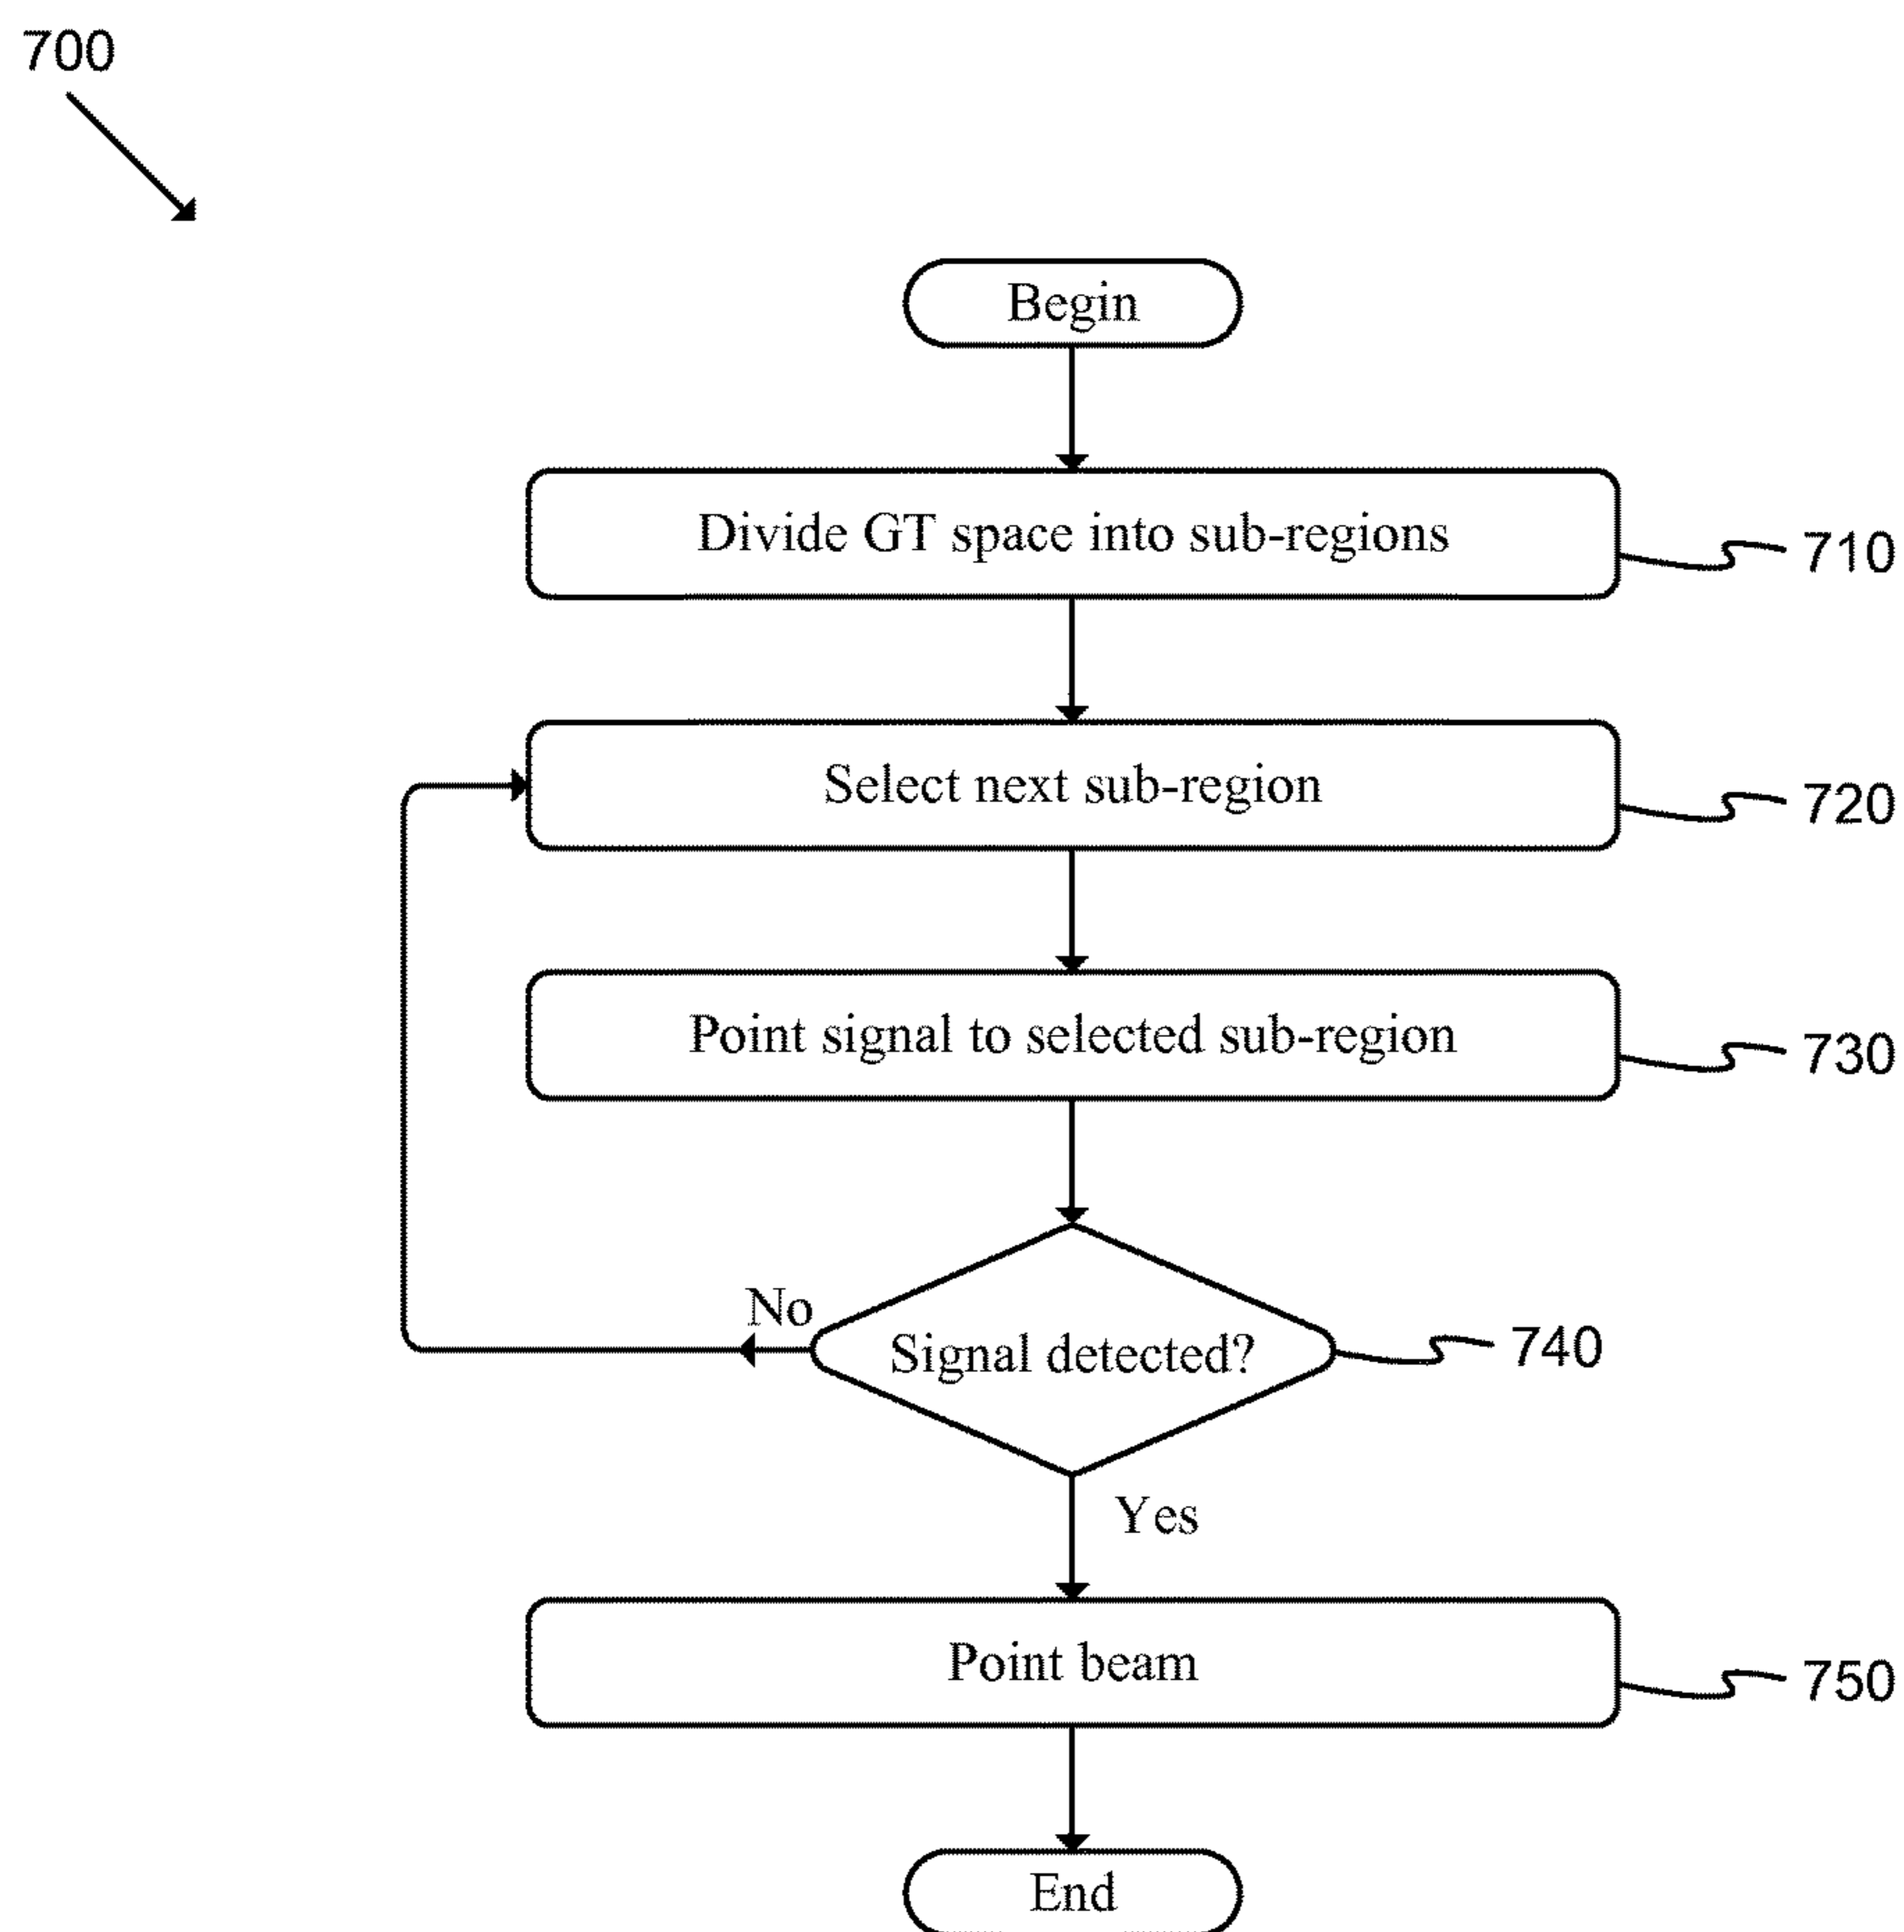 700
Begin
Divide GT space into sub-regions
710
Select next sub-region
720
Point signal to selected sub-region
730
No
Signal detected?
740
Yes
Point beam
750
End